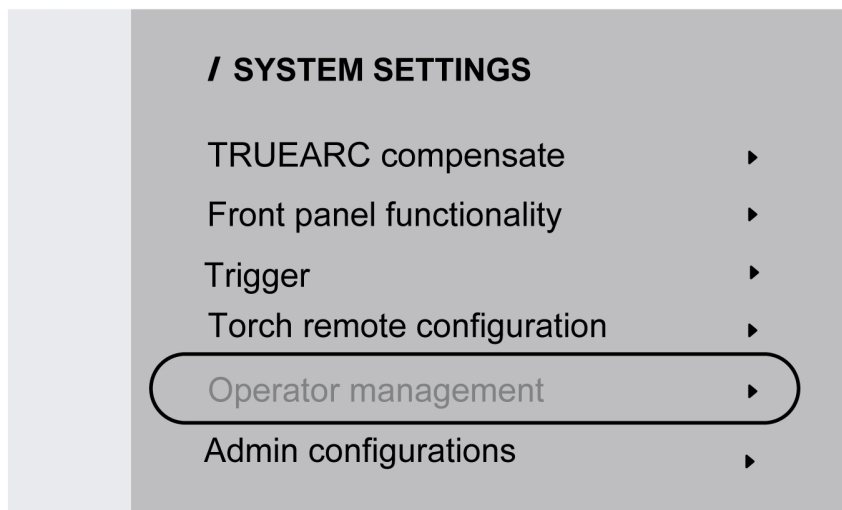 / SYSTEM SETTINGS
TRUEARC compensate
Front panel functionality
Trigger
Torch remote configuration
Operator management
Admin configurations